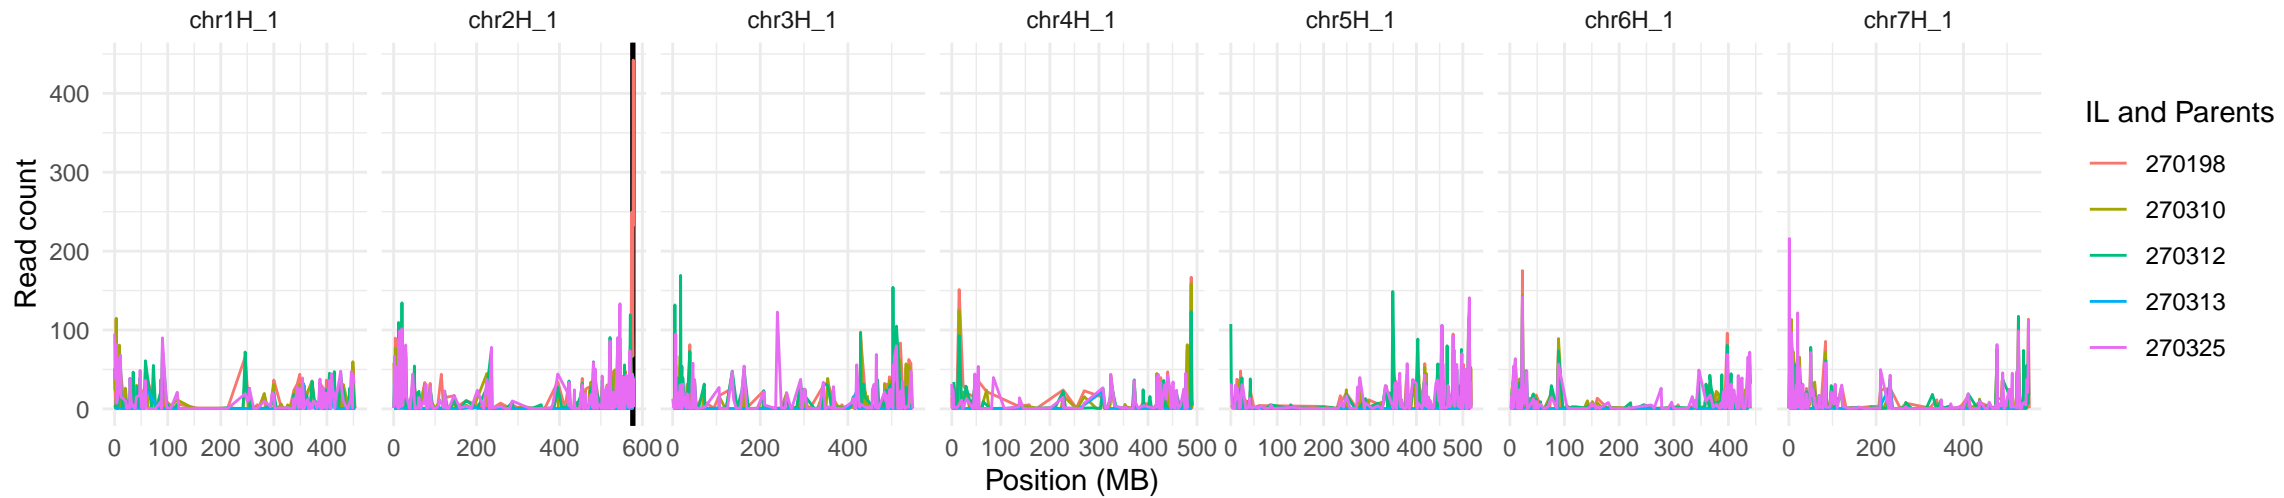 chr1H_1 chr2H_1 chr3H_1 chr4H_1 chr5H_1 chr6H_1 chr7H_1
Read count
400
300
200
100
0
0 100 200 300 400 0 200 400 600 0 200 400 0 100 200 300 400 500 0 100 200 300 400 500 0 100 200 300 400 0 200 400
Position (MB)
IL and Parents
270198
270310
270312
270313
270325